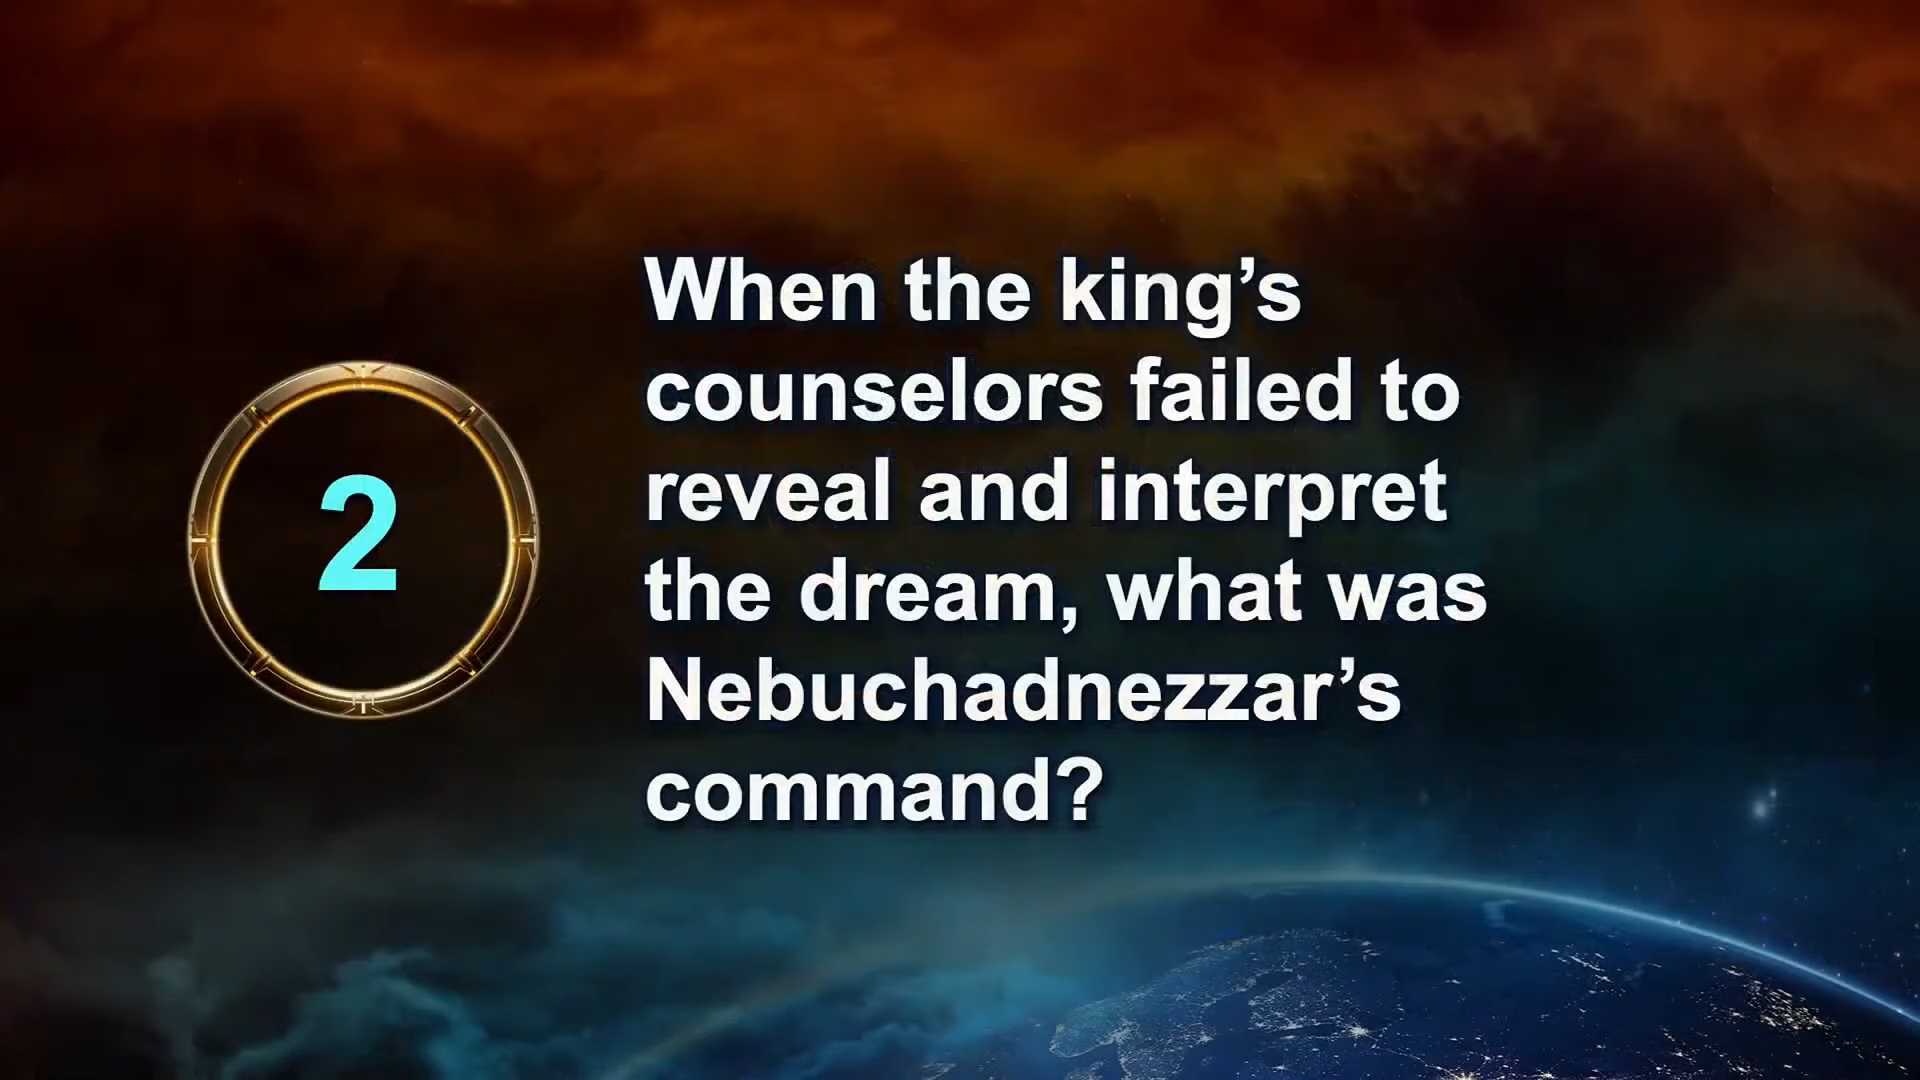 2
When the king’s
counselors failed to
reveal and interpret
the dream, what was
Nebuchadnezzar’s
command?